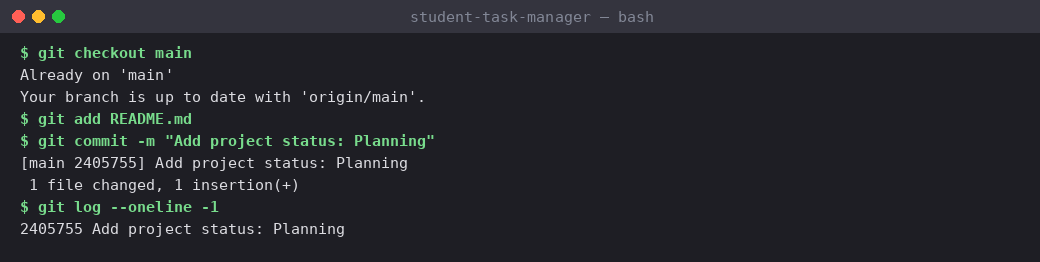 student-task-manager — bash
$ git checkout main
Already on 'main'
Your branch is up to date with 'origin/main'.
$ git add README.md
$ git commit -m "Add project status: Planning"
[main 2405755] Add project status: Planning
 1 file changed, 1 insertion(+)
$ git log --oneline -1
2405755 Add project status: Planning